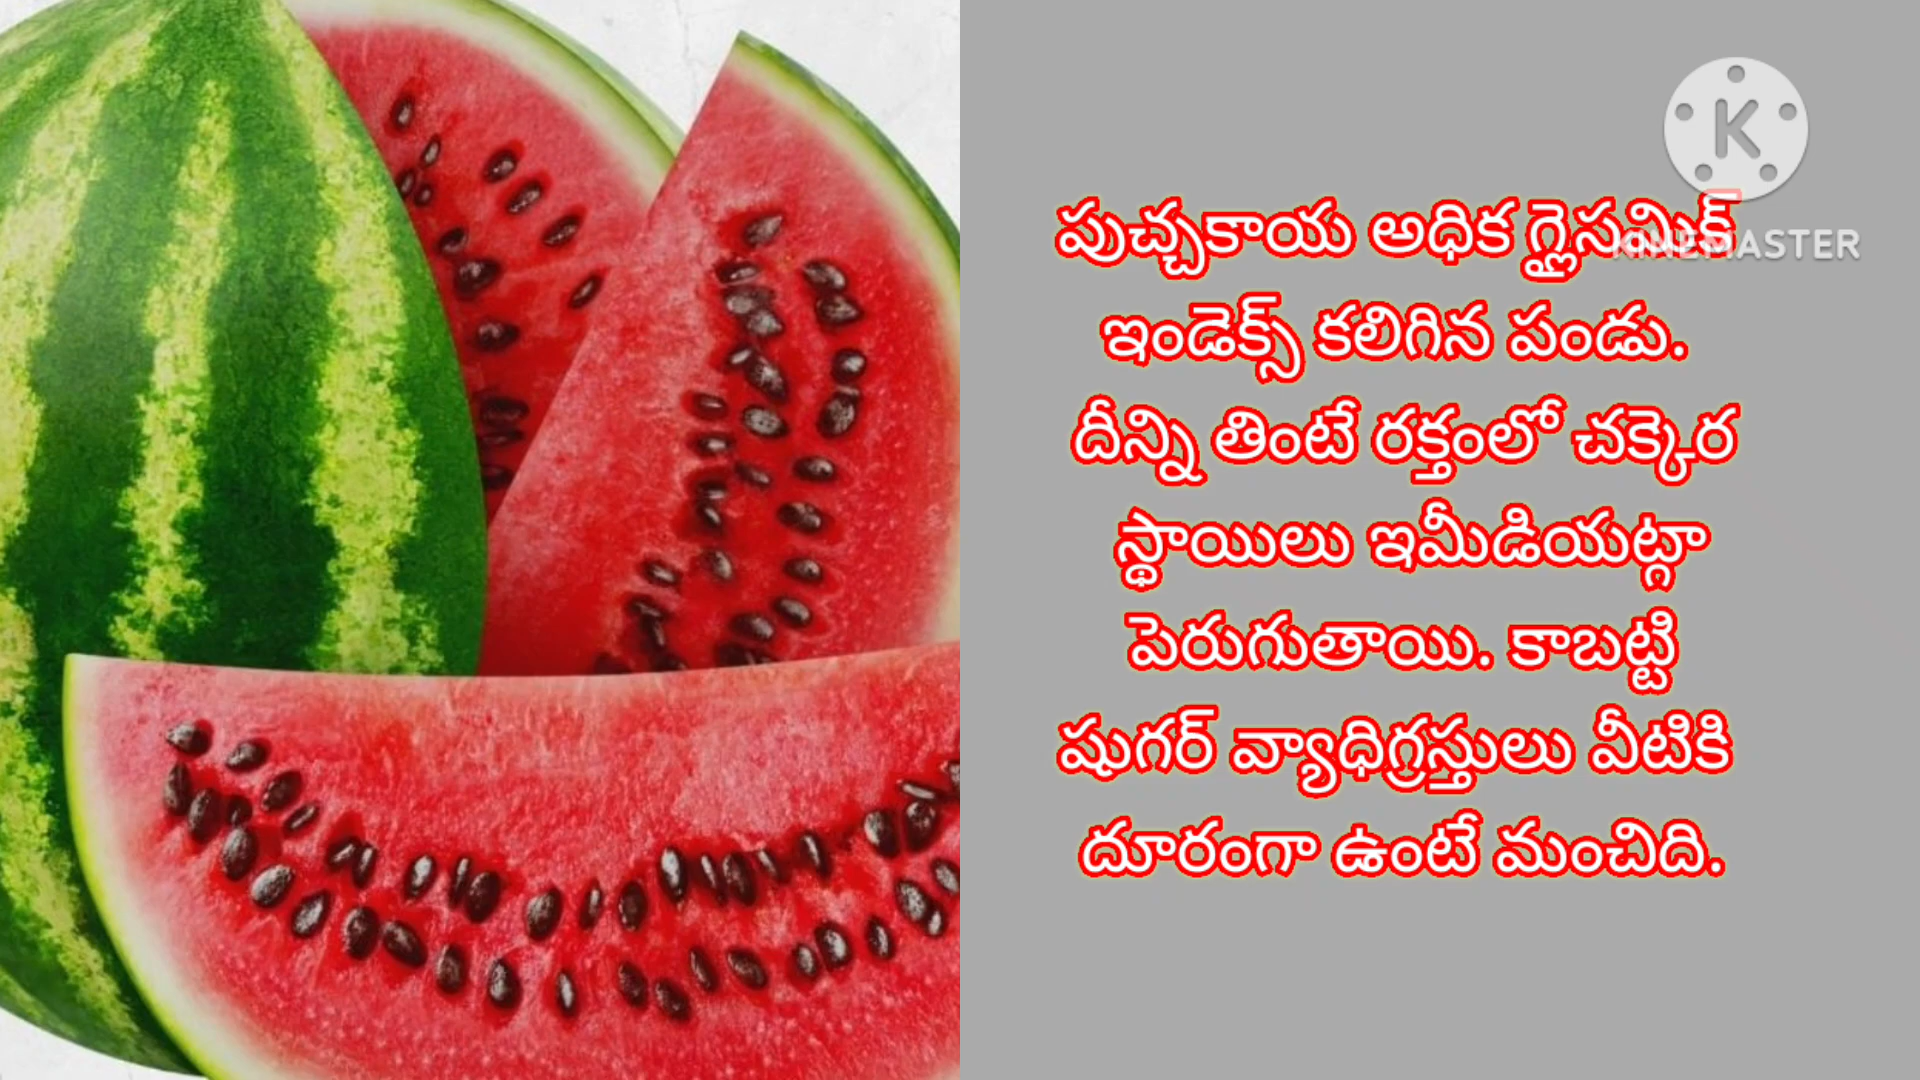 K
KINEMASTER
పుచ్చకాయ అధిక గ్లైసమిక్
ఇండెక్స్ కలిగిన పండు.
దీన్ని తింటే రక్తంలో చక్కెర
స్థాయిలు ఇమీడియట్గా
పెరుగుతాయి. కాబట్టి
షుగర్ వ్యాధిగ్రస్తులు వీటికి
దూరంగా ఉంటే మంచిది.